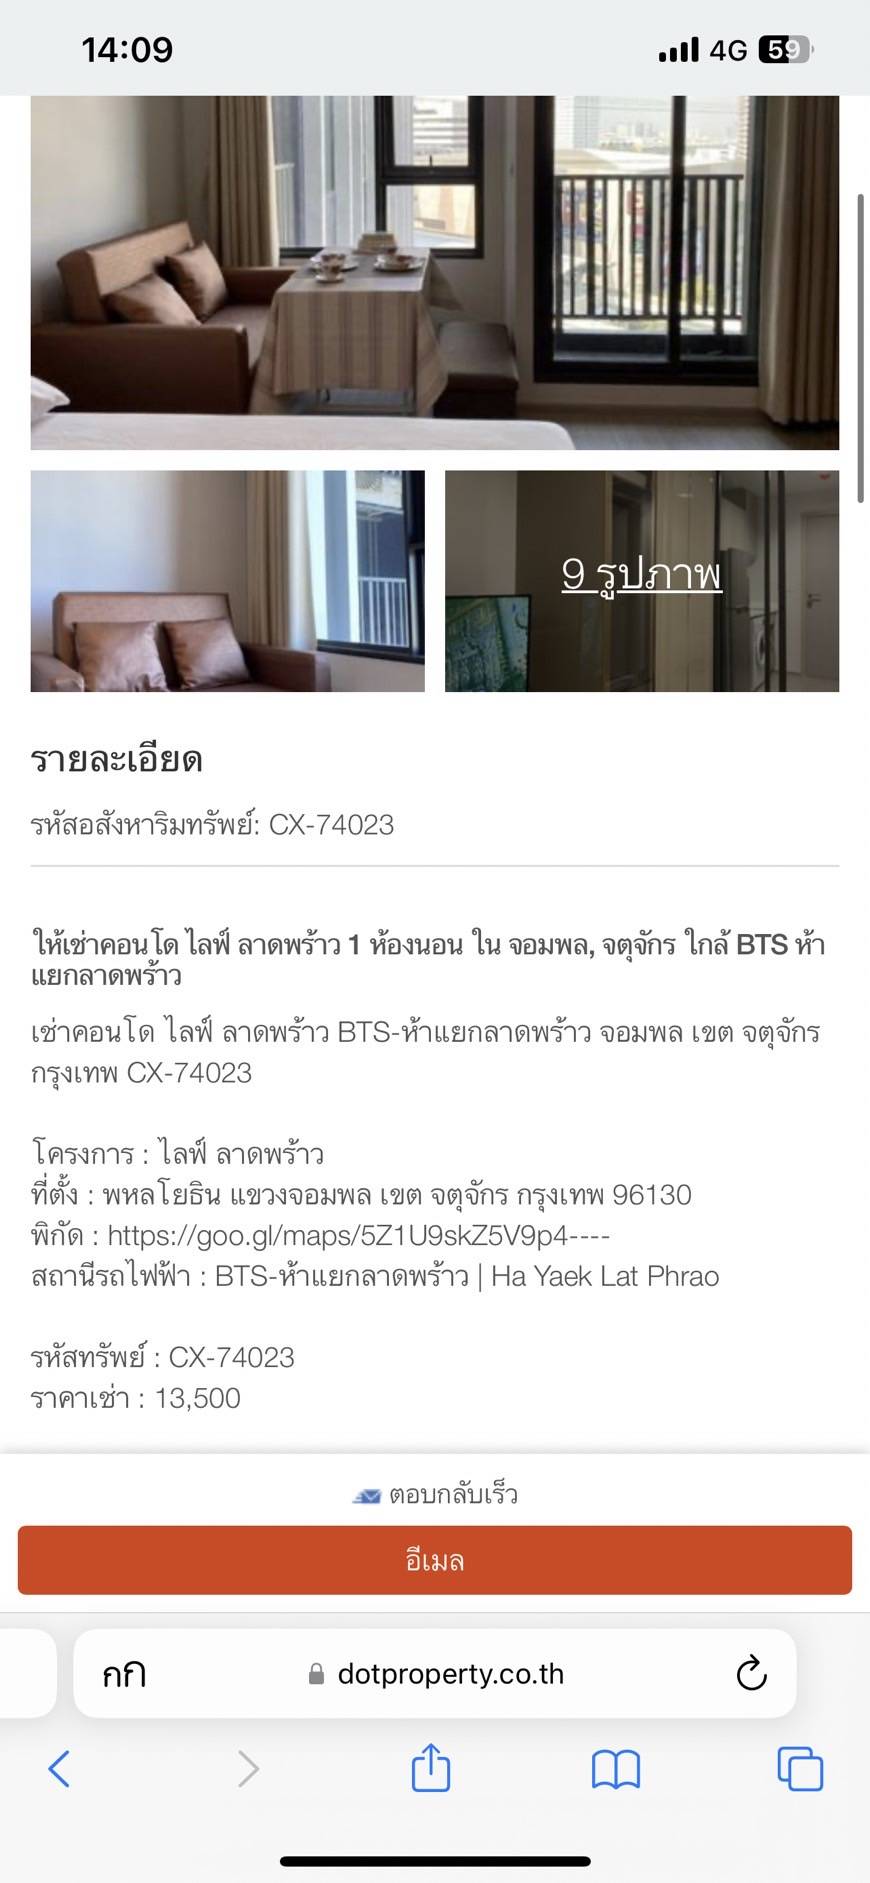 14:09
4G 59
9 รูปภาพ
รายละเอียด
รหัสอสังหาริมทรัพย์: CX-74023
ให้เช่าคอนโด ไลฟ์ ลาดพร้าว 1 ห้องนอน ใน จอมพล, จตุจักร ใกล้ BTS ห้า
แยกลาดพร้าว
เช่าคอนโด ไลฟ์ ลาดพร้าว BTS-ห้าแยกลาดพร้าว จอมพล เขต จตุจักร
กรุงเทพ CX-74023
โครงการ : ไลฟ์ ลาดพร้าว
ที่ตั้ง : พหลโยธิน แขวงจอมพล เขต จตุจักร กรุงเทพ 96130
พิกัด : https://goo.gl/maps/5Z1U9skZ5V9p4----
สถานีรถไฟฟ้า : BTS-ห้าแยกลาดพร้าว | Ha Yaek Lat Phrao
รหัสทรัพย์ : CX-74023
ราคาเช่า : 13,500
ตอบกลับเร็ว
อีเมล
กก dotproperty.co.th